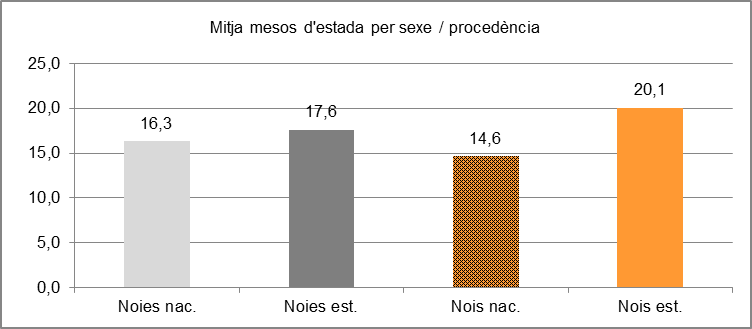 Mitja mesos d'estada per sexe / procedència
25,0
20,0
15,0
10,0
5,0
0,0
16,3
17,6
14,6
20,1
Noies nac.
Noies est.
Nois nac.
Nois est.